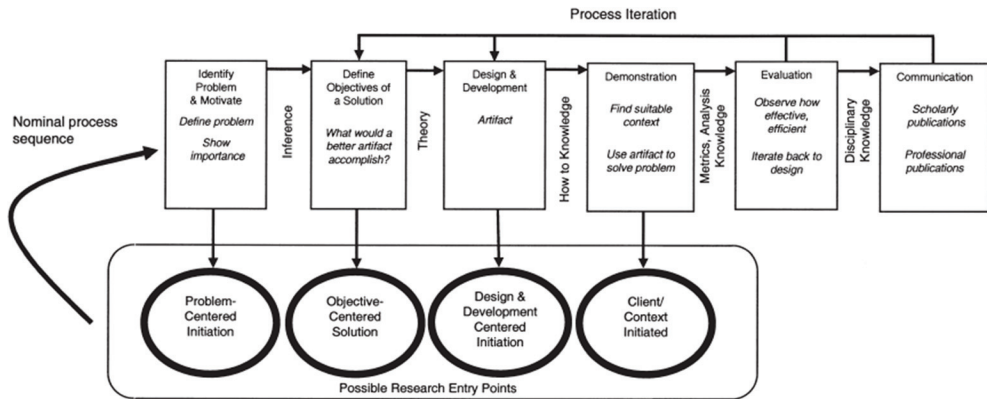 Process Iteration
Nominal process
sequence
Identify
Problem
& Motivate
Define problem
Show
importance
Inference
Define
Objectives of
a Solution
What would a
better artifact
accomplish?
Theory
Design &
Development
Artifact
How to Knowledge
Demonstration
Find suitable
context
Use artifact to
solve problem
Metrics, Analysis
Knowledge
Evaluation
Observe how
effective,
efficient
Iterate back to
design
Disciplinary
Knowledge
Communication
Scholarly
publications
Professional
publications
Problem-
Centered
Initiation
Objective-
Centered
Solution
Design &
Development
Centered
Initiation
Client/
Context
Initiated
Possible Research Entry Points